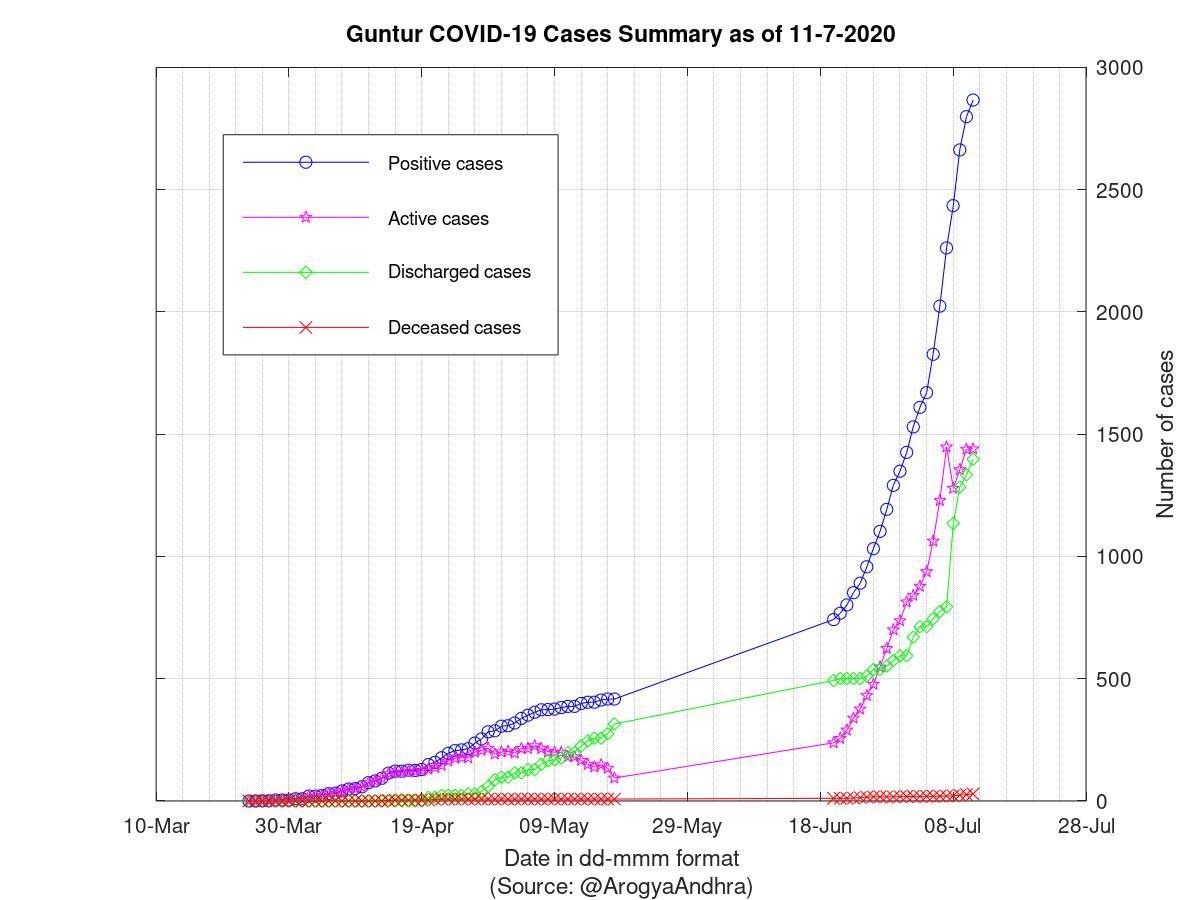 Guntur COVID-19 Cases Summary as of 11-7-2020
Positive cases
Active cases
Discharged cases
Deceased cases
3000
2500
2000
1500
1000
500
0
Number of cases
10-Mar 30-Mar 19-Apr 09-May 29-May 18-Jun 08-Jul 28-Jul
Date in dd-mmm format
(Source: @ArogyaAndhra)